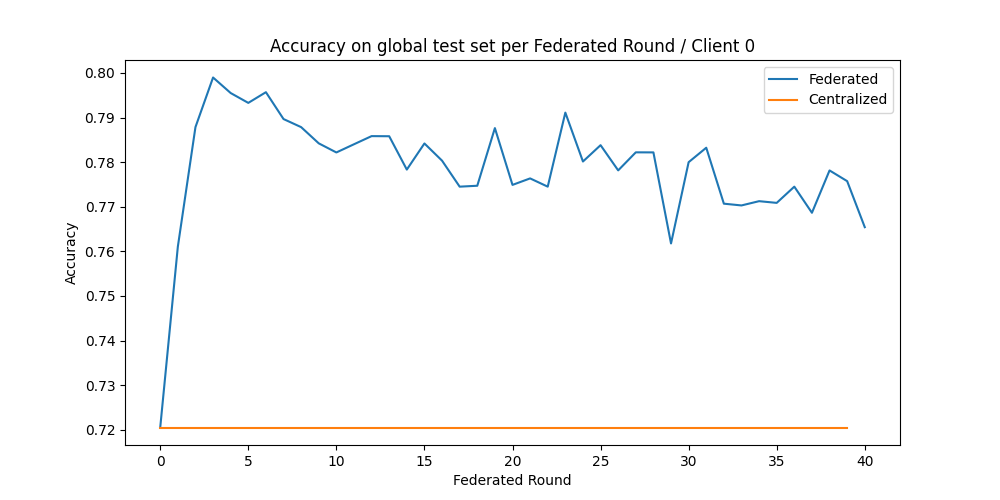 Accuracy on global test set per Federated Round / Client 0
Federated
Centralized
0.80
0.79
0.78
0.77
0.76
0.75
0.74
0.73
0.72
Accuracy
0 5 10 15 20 25 30 35 40
Federated Round